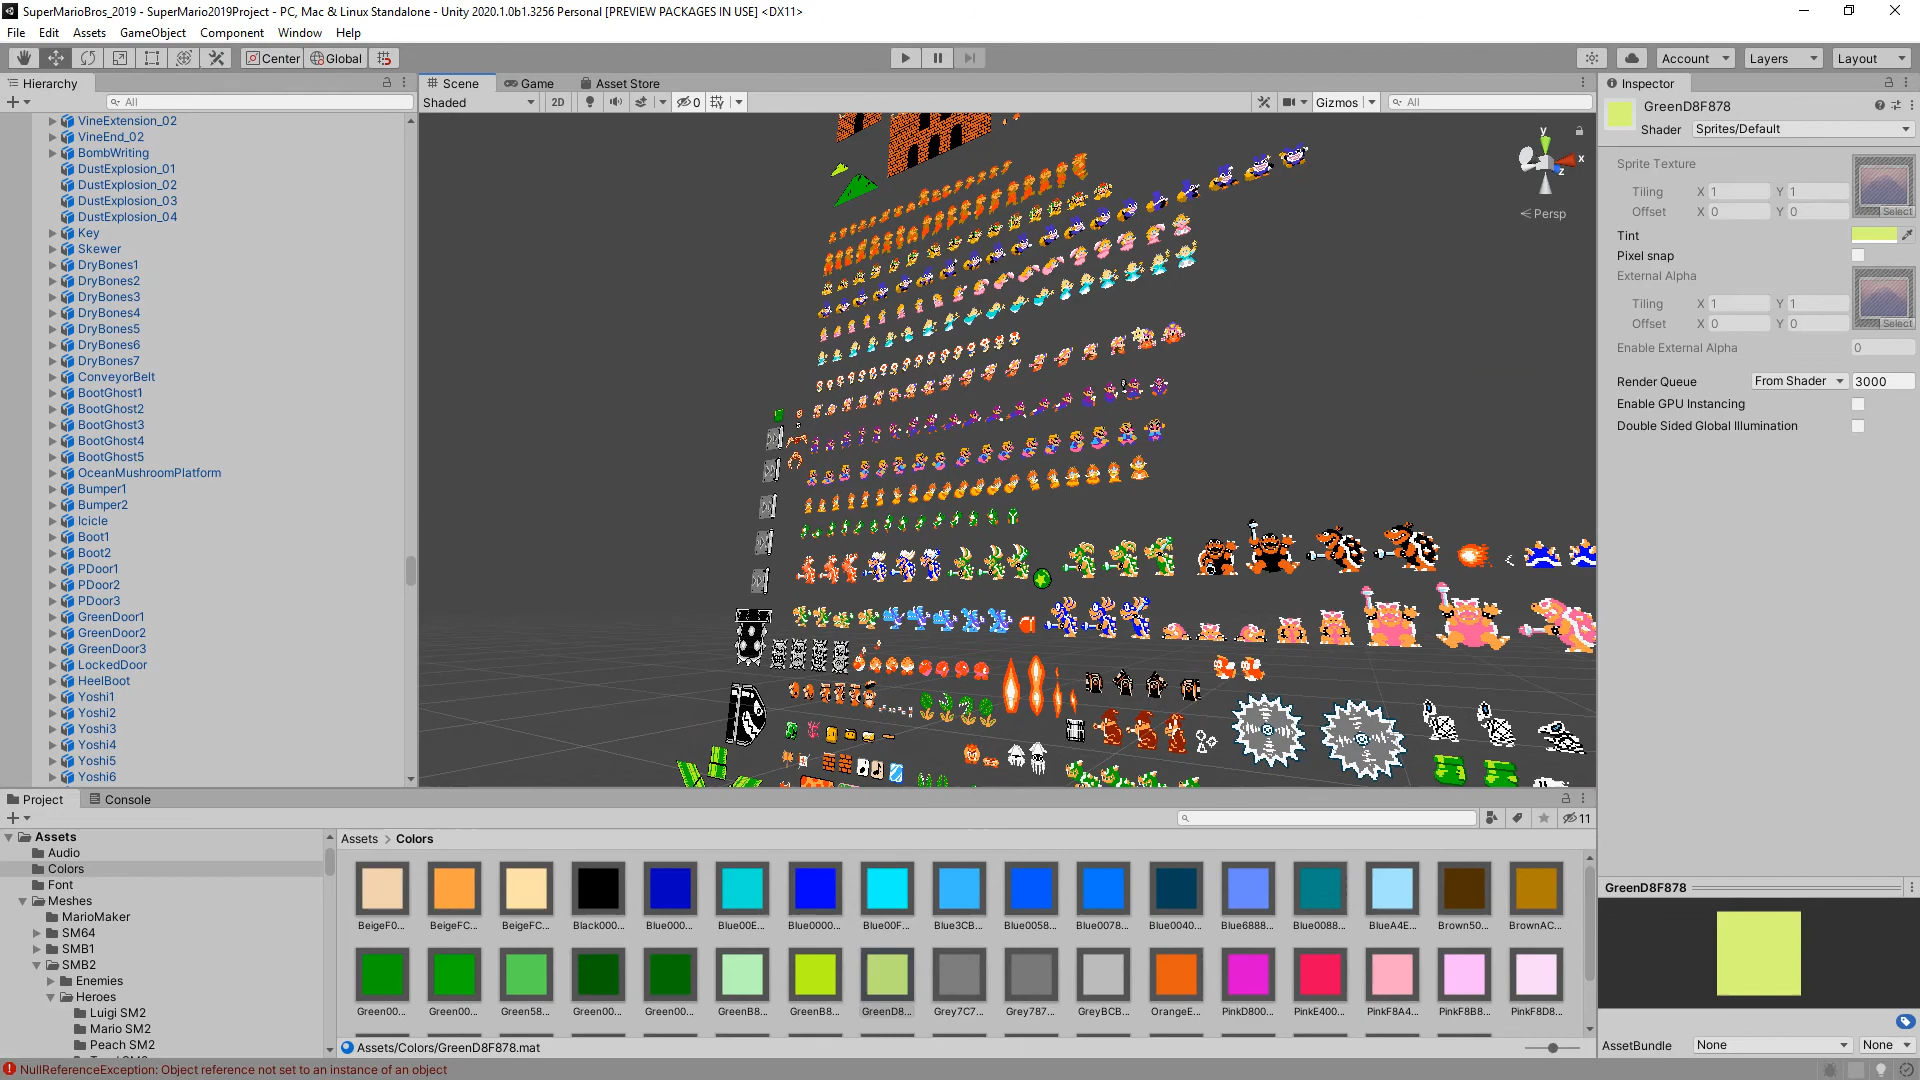 SuperMarioBros_2019 - SuperMario2019Project - PC, Mac & Linux Standalone - Unity 2020.1.0b1.3256 Personal [PREVIEW PACKAGES IN USE] <DX11>
File Edit Assets GameObject Component Window Help
Center Global Account Layers Layout
Hierarchy
All
VineExtension_02
VineEnd_02
BombWriting
DustExplosion_01
DustExplosion_02
DustExplosion_03
DustExplosion_04
Key
Skewer
DryBones1
DryBones2
DryBones3
DryBones4
DryBones5
DryBones6
DryBones7
ConveyorBelt
BootGhost1
BootGhost2
BootGhost3
BootGhost4
BootGhost5
OceanMushroomPlatform
Bumper1
Bumper2
Icicle
Boot1
Boot2
PDoor1
PDoor2
PDoor3
GreenDoor1
GreenDoor2
GreenDoor3
LockedDoor
HeelBoot
Yoshi1
Yoshi2
Yoshi3
Yoshi4
Yoshi5
Yoshi6
Scene Game Asset Store
Shaded 2D 0 Gizmos All
y
x
z
Persp
Inspector
GreenD8F878
Shader Sprites/Default
Sprite Texture
Tiling X 1 Y 1
Offset X 0 Y 0
Select
Tint
Pixel snap
External Alpha
Tiling X 1 Y 1
Offset X 0 Y 0
Select
Enable External Alpha 0
Render Queue From Shader 3000
Enable GPU Instancing
Double Sided Global Illumination
Project Console
11
Assets
Audio
Colors
Font
Meshes
MarioMaker
SM64
SMB1
SMB2
Enemies
Heroes
Luigi SM2
Mario SM2
Peach SM2
Assets > Colors
BeigeF0... BeigeFC... BeigeFC... Black000... Blue000... Blue00E... Blue0000... Blue00F... Blue3CB... Blue0058... Blue0078... Blue0040... Blue6888... Blue0088... BlueA4E... Brown50... BrownAC...
Green00... Green00... Green58... Green00... Green00... GreenB8... GreenB8... GreenD8... Grey7C7... Grey787... GreyBCB... OrangeE... PinkD800... PinkE400... PinkF8A4... PinkF8B8... PinkF8D8...
Assets/Colors/GreenD8F878.mat
GreenD8F878
AssetBundle None None
NullReferenceException: Object reference not set to an instance of an object